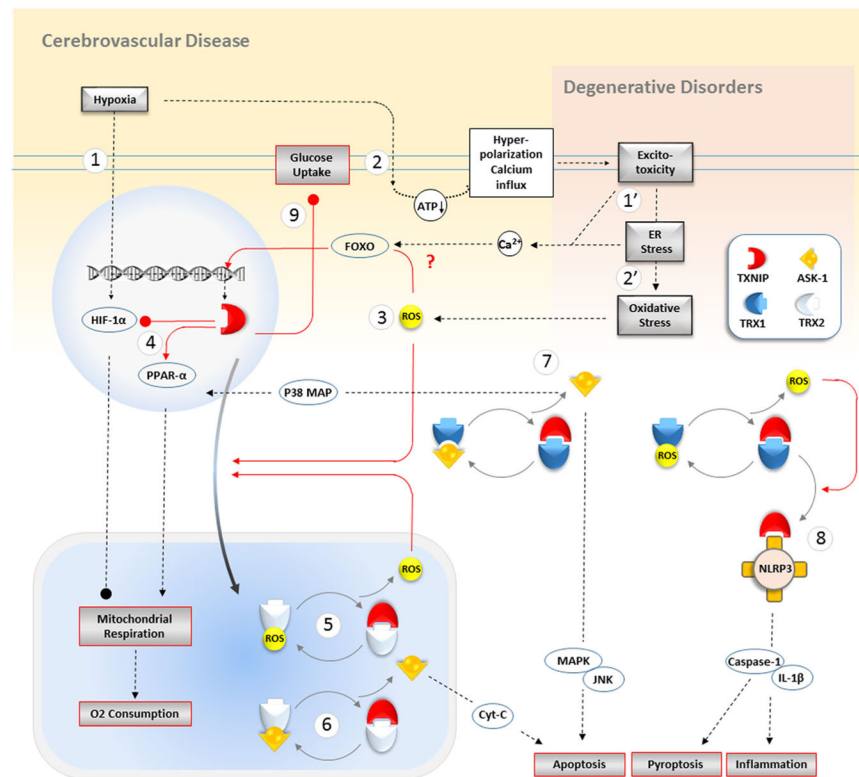 Cerebrovascular Disease
Degenerative Disorders
Hypoxia
1
Glucose
Uptake
2
Hyper-
polarization
Calcium
influx
Excito-
toxicity
ATP↓
1’
9
FOXO
Ca²⁺
ER
Stress
?
2’
TXNIP
ASK-1
TRX1
TRX2
HIF-1α
4
3
ROS
Oxidative
Stress
PPAR-α
P38 MAP
7
ROS
ROS
8
NLRP3
ROS
5
ROS
Mitochondrial
Respiration
MAPK
JNK
Caspase-1
IL-1β
O2 Consumption
6
Cyt-C
Apoptosis
Pyroptosis
Inflammation